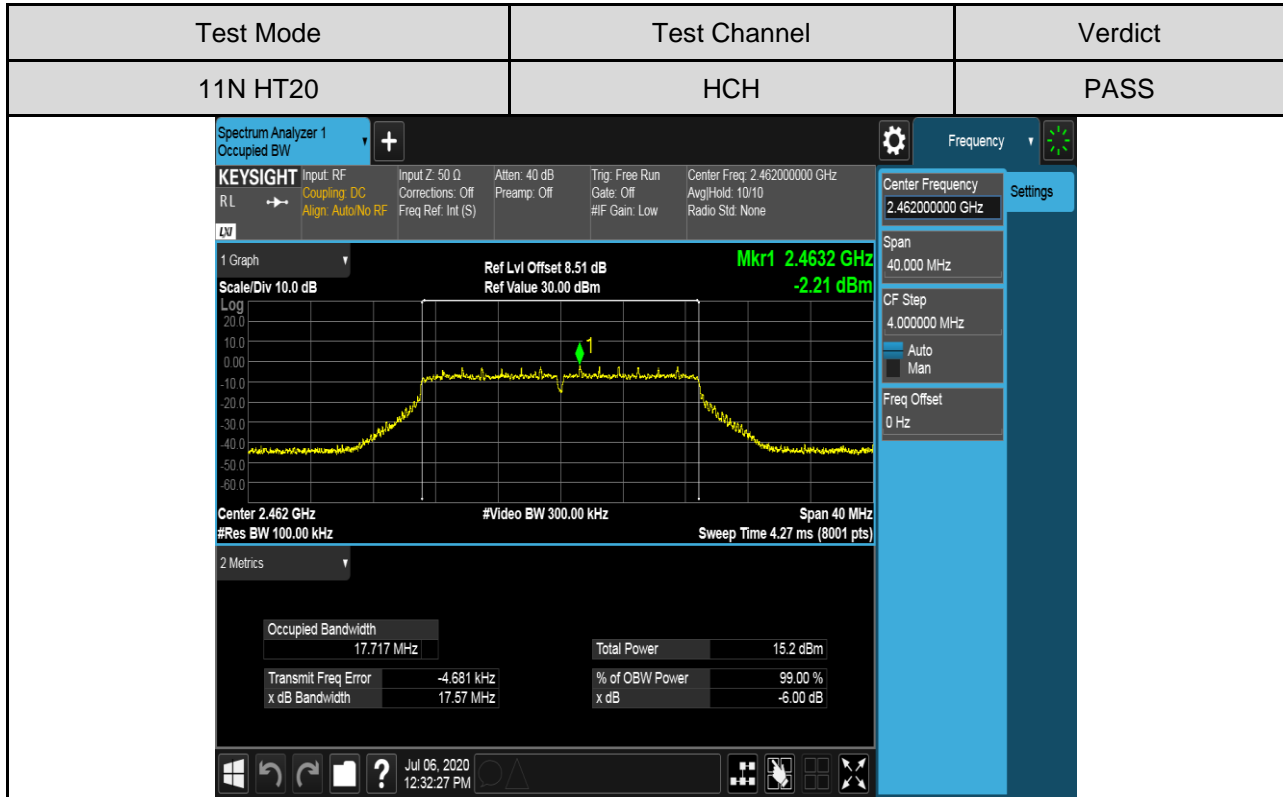 Test Mode Test Channel Verdict
11N HT20 HCH PASS
Spectrum Analyzer 1
Occupied BW
+
Frequency
KEYSIGHT Input: RF Input Z: 50 Ω Atten: 40 dB Trig: Free Run Center Freq: 2.462000000 GHz
RL Coupling: DC Corrections: Off Preamp: Off Gate: Off Avg|Hold: 10/10
Align: Auto/No RF Freq Ref: Int (S) #IF Gain: Low Radio Std: None
LXI
Center Frequency
2.462000000 GHz
Settings
Span
40.000 MHz
CF Step
4.000000 MHz
Auto
Man
Freq Offset
0 Hz
1 Graph
Ref Lvl Offset 8.51 dB Mkr1 2.4632 GHz
Scale/Div 10.0 dB Ref Value 30.00 dBm -2.21 dBm
Log
20.0
10.0
0.00
-10.0
-20.0
-30.0
-40.0
-50.0
-60.0
1
Center 2.462 GHz #Video BW 300.00 kHz Span 40 MHz
#Res BW 100.00 kHz Sweep Time 4.27 ms (8001 pts)
2 Metrics
Occupied Bandwidth
17.717 MHz Total Power 15.2 dBm
Transmit Freq Error -4.681 kHz % of OBW Power 99.00 %
x dB Bandwidth 17.57 MHz x dB -6.00 dB
? Jul 06, 2020
12:32:27 PM